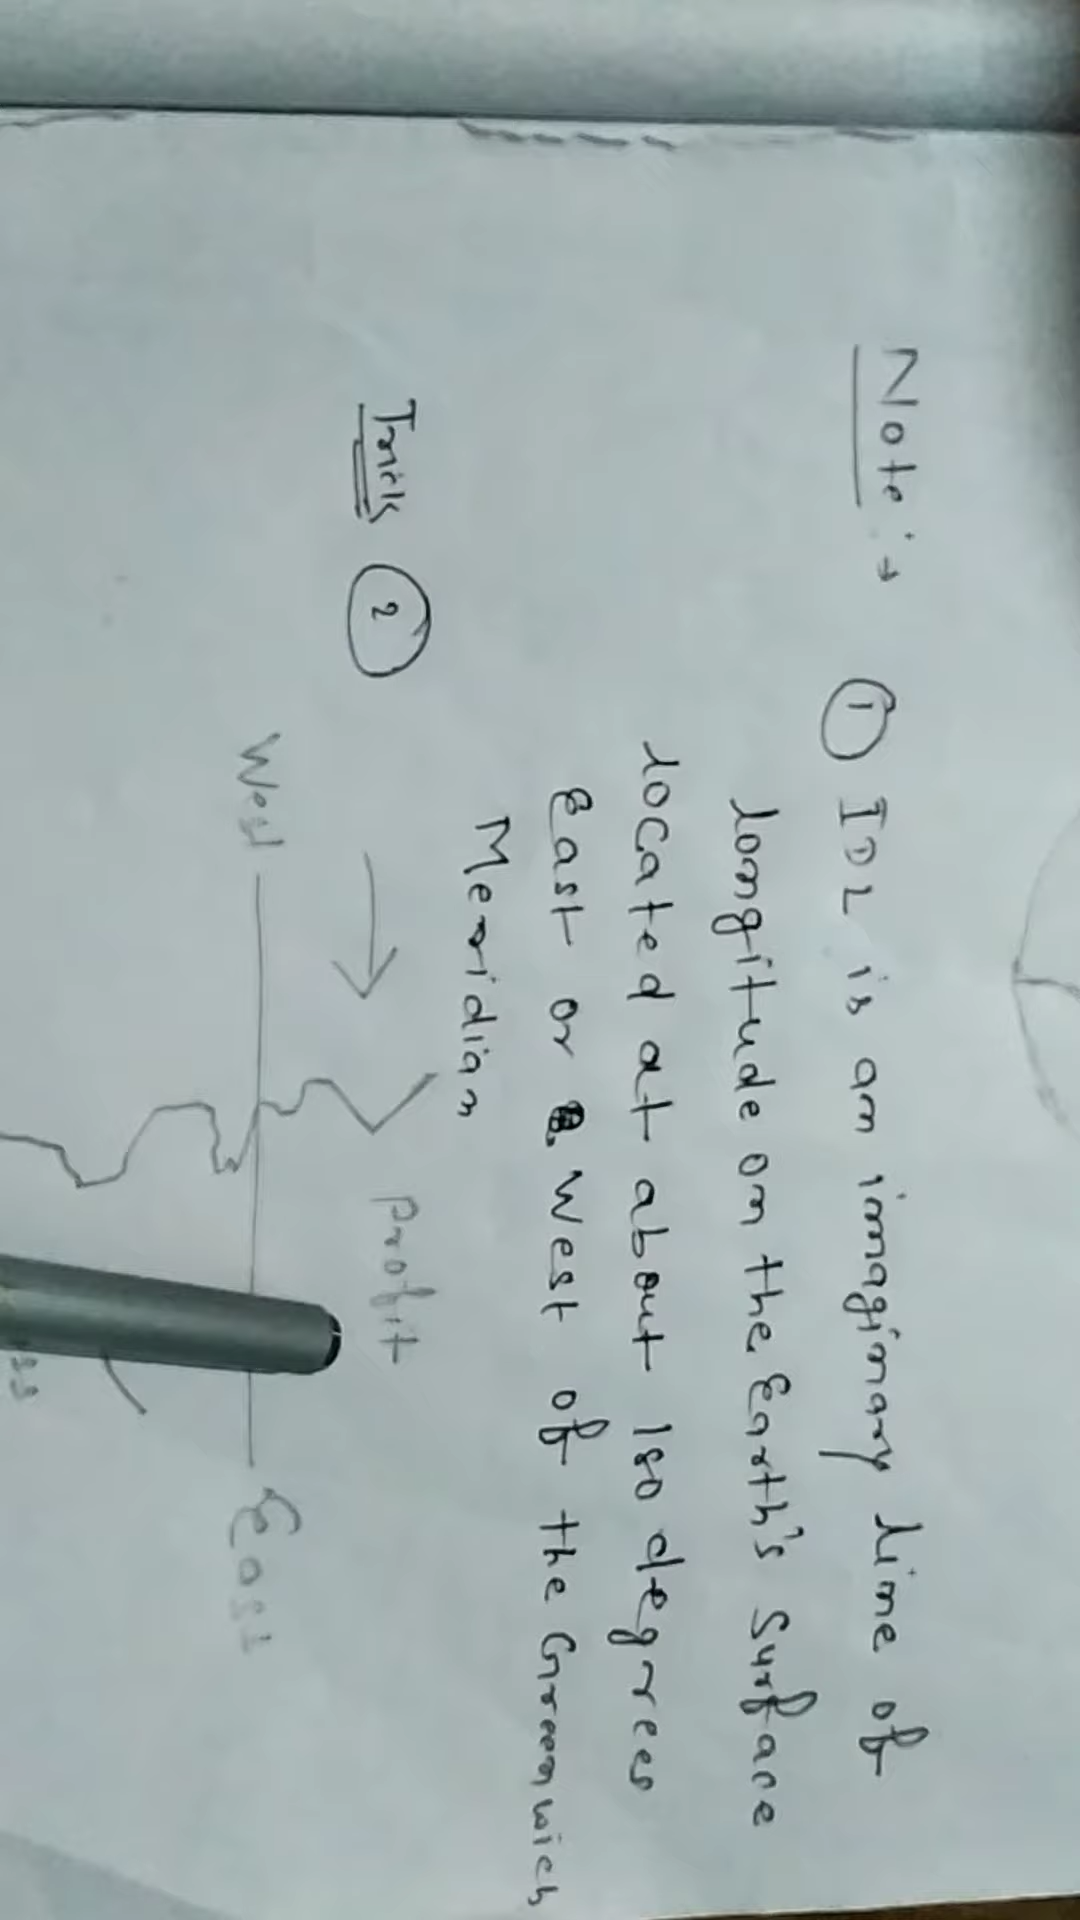 Note :→ ① IDL is an imaginary line of
longitude on the Earth's surface
located at about 180 degrees
East or West of the Greenwich
Meridian
Trick ②
Profit
West East